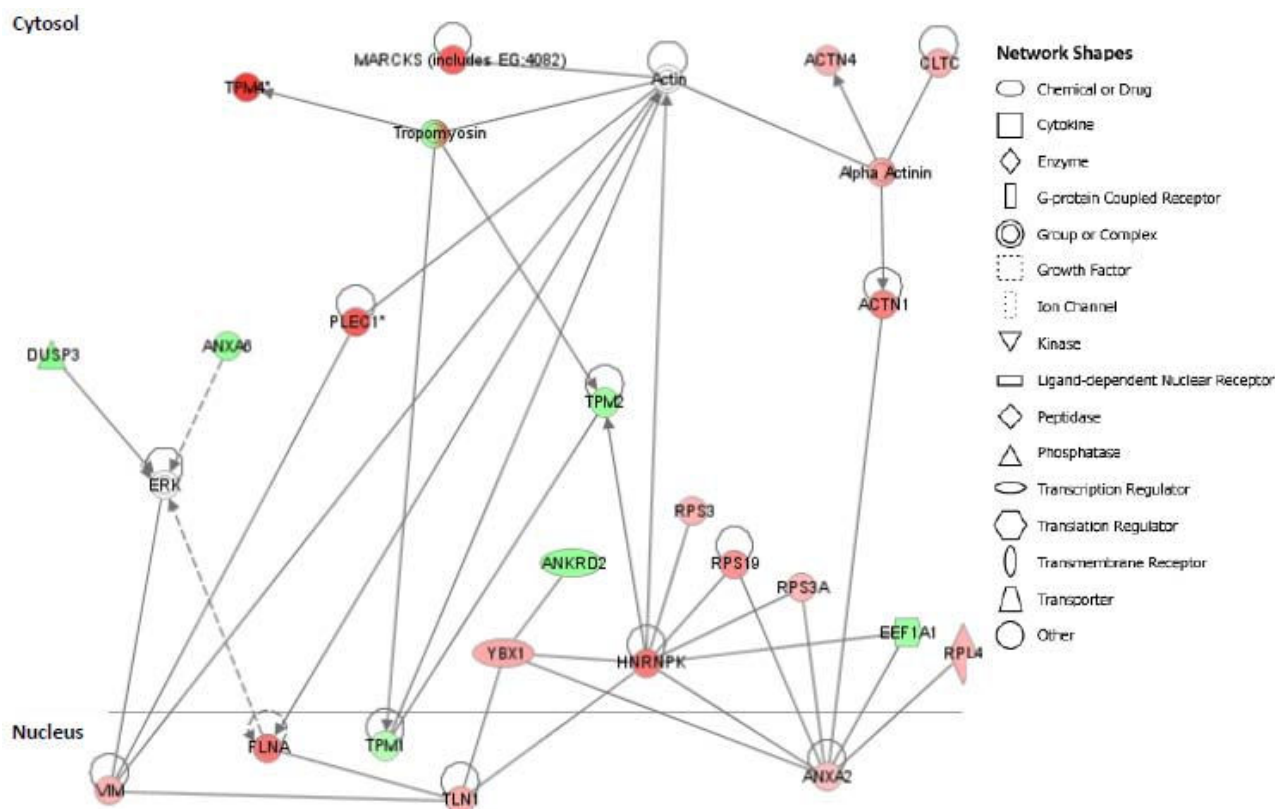 Cytosol
MARCKS (includes EG:4082)
Actin
ACTN4
CLTC
TPM4*
Tropomyosin
Alpha Actinin
ACTN1
PLEC1*
DUSP3
ANXA6
TPM2
ERK
RPS3
ANKRD2
RPS19
RPS3A
EEF1A1
YBX1
HNRNPK
RPL4
Nucleus
FLNA
TPM1
VIM
TLN1
ANXA2
Network Shapes
Chemical or Drug
Cytokine
Enzyme
G-protein Coupled Receptor
Group or Complex
Growth Factor
Ion Channel
Kinase
Ligand-dependent Nuclear Receptor
Peptidase
Phosphatase
Transcription Regulator
Translation Regulator
Transmembrane Receptor
Transporter
Other